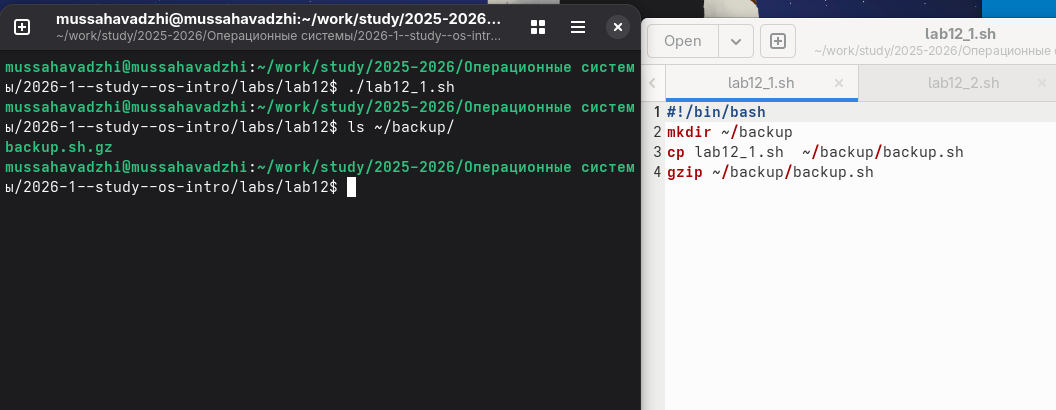 mussahavadzhi@mussahavadzhi:~/work/study/2025-2026...
~/work/study/2025-2026/Операционные системы/2026-1--study--os-intr...
mussahavadzhi@mussahavadzhi:~/work/study/2025-2026/Операционные систем
ы/2026-1--study--os-intro/labs/lab12$ ./lab12_1.sh
mussahavadzhi@mussahavadzhi:~/work/study/2025-2026/Операционные систем
ы/2026-1--study--os-intro/labs/lab12$ ls ~/backup/
backup.sh.gz
mussahavadzhi@mussahavadzhi:~/work/study/2025-2026/Операционные систем
ы/2026-1--study--os-intro/labs/lab12$
Open
lab12_1.sh
~/work/study/2025-2026/Операционные с
lab12_1.sh
lab12_2.sh
1 #!/bin/bash
2 mkdir ~/backup
3 cp lab12_1.sh  ~/backup/backup.sh
4 gzip ~/backup/backup.sh